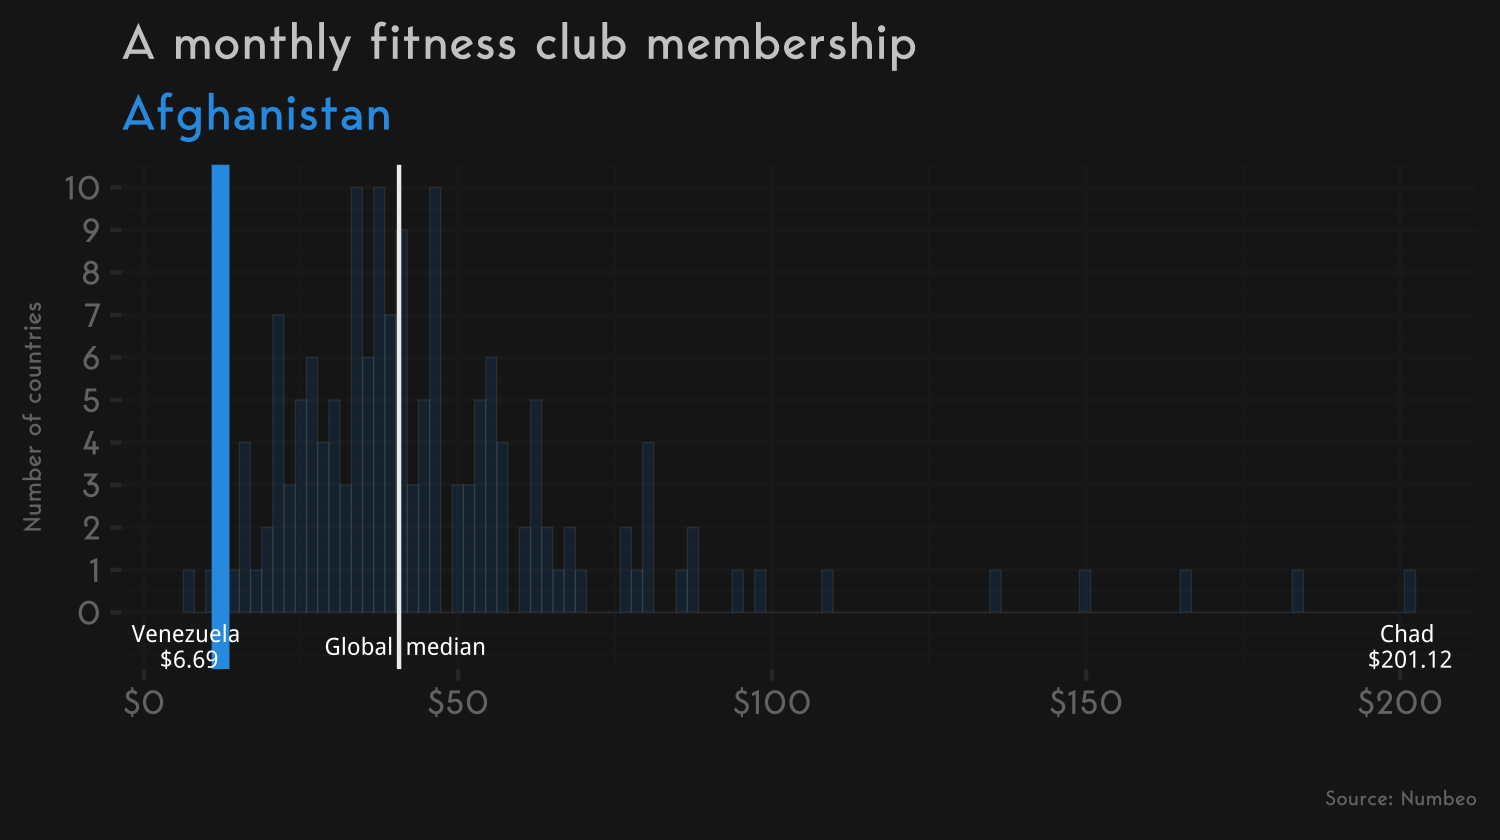 A monthly fitness club membership
Afghanistan
Number of countries
10
9
8
7
6
5
4
3
2
1
0
Venezuela
$6.69
Global median
Chad
$201.12
$0 $50 $100 $150 $200
Source: Numbeo